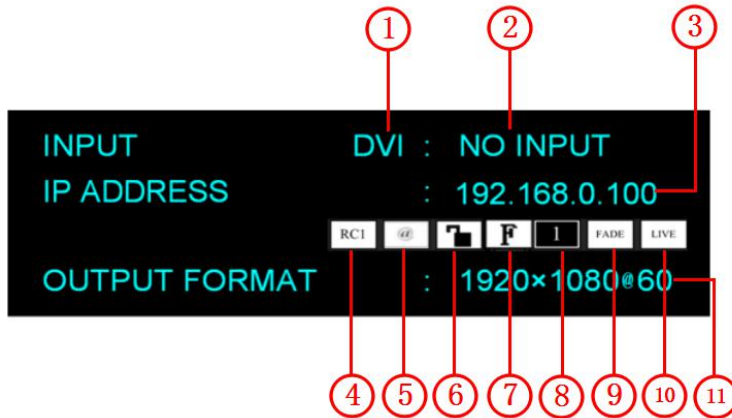 ① ② ③
INPUT DVI : NO INPUT
IP ADDRESS : 192.168.0.100
RC1 @ F 1 FADE LIVE
OUTPUT FORMAT : 1920×1080@60
④ ⑤ ⑥ ⑦ ⑧ ⑨ ⑩ ⑪